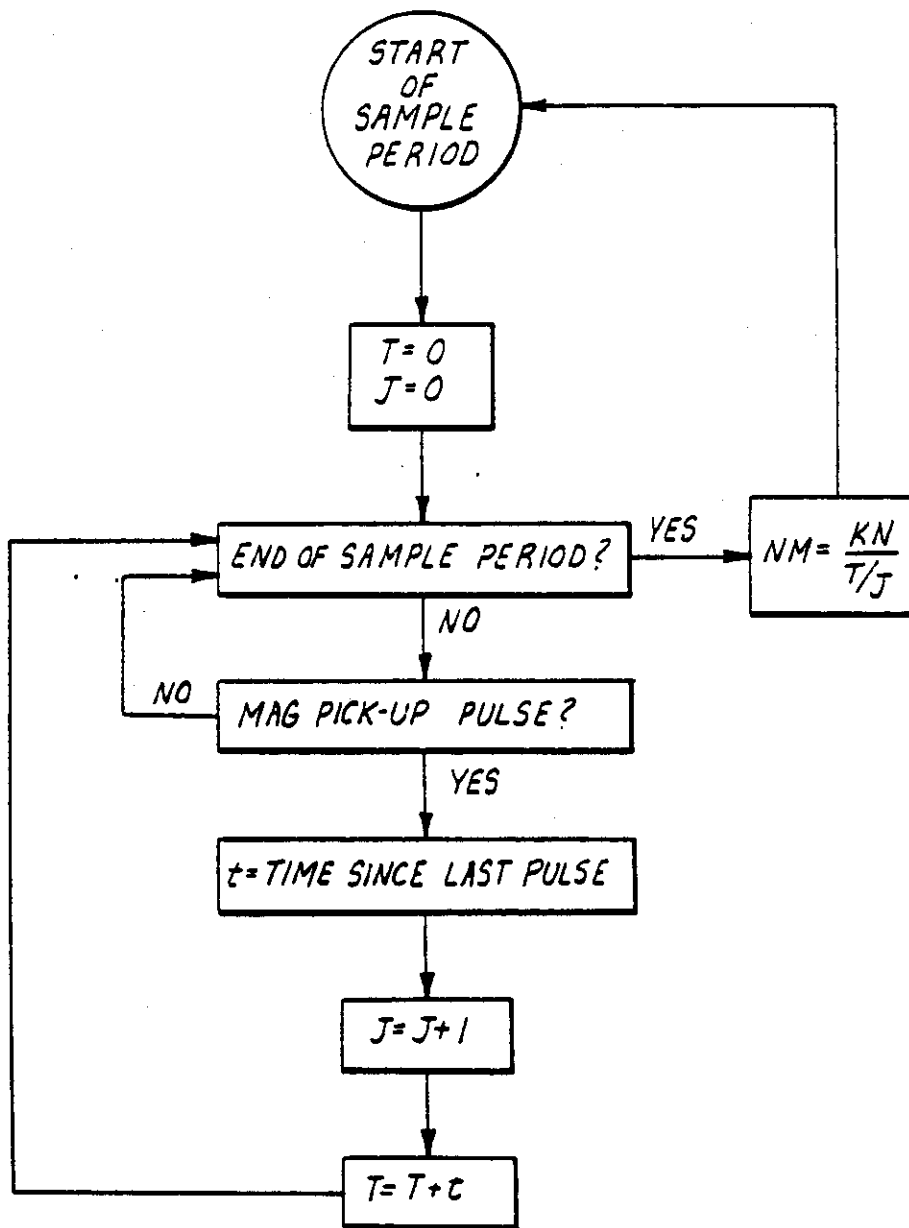 START
OF
SAMPLE
PERIOD
T=0
J=0
END OF SAMPLE PERIOD?
YES
NM= KN
T/J
NO
NO
MAG PICK-UP PULSE?
YES
t=TIME SINCE LAST PULSE
J=J+1
T=T+t